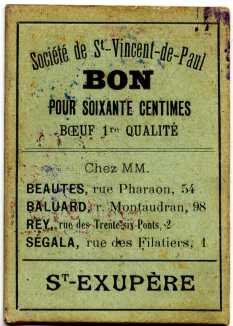 Société de St-Vincent-de-Paul
BON
POUR SOIXANTE CENTIMES
BŒUF 1re QUALITÉ
Chez MM.
BEAUTES, rue Pharaon, 54
BALUARD, r. Montaudran, 98
REY, rue des Trente-six-Ponts, 2
SÉGALA, rue des Filatiers, 1
ST-EXUPÈRE